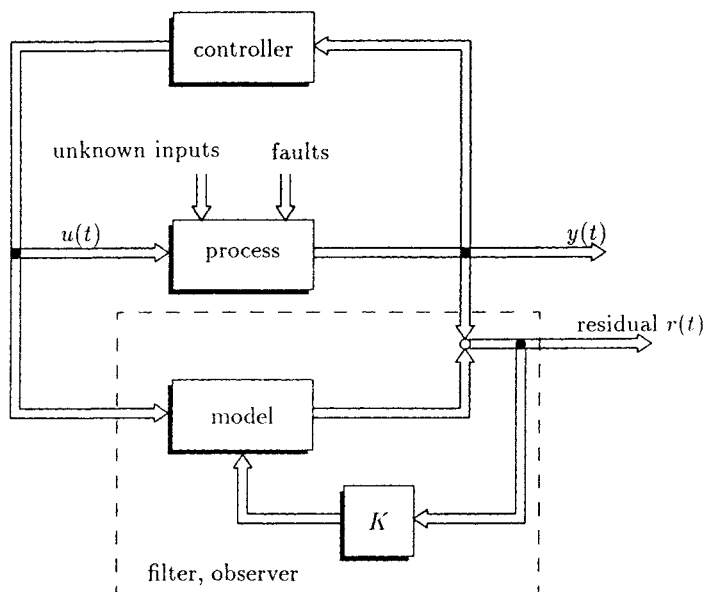 controller
unknown inputs
faults
u(t)
process
y(t)
residual r(t)
model
K
filter, observer